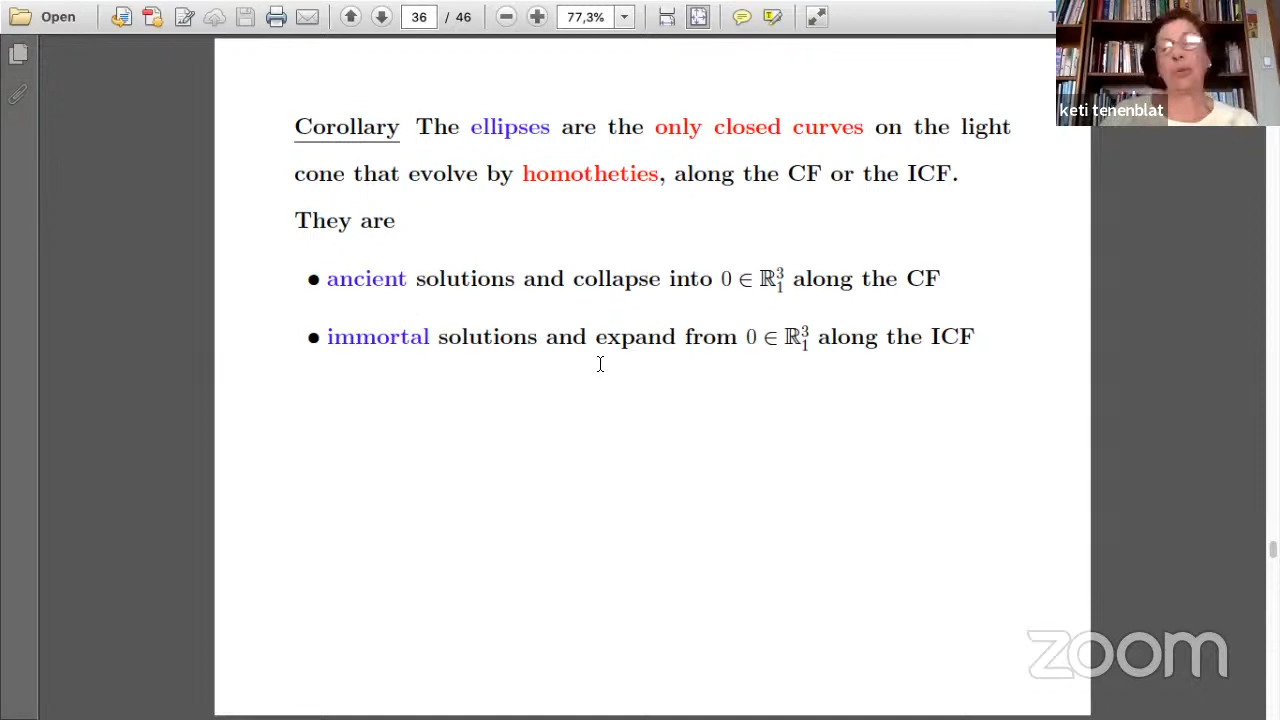 Open
36 / 46
77,3%
keti tenenblat
Corollary The ellipses are the only closed curves on the light
cone that evolve by homotheties, along the CF or the ICF.
They are
• ancient solutions and collapse into 0 ∈ ℝ³₁ along the CF
• immortal solutions and expand from 0 ∈ ℝ³₁ along the ICF
zoom